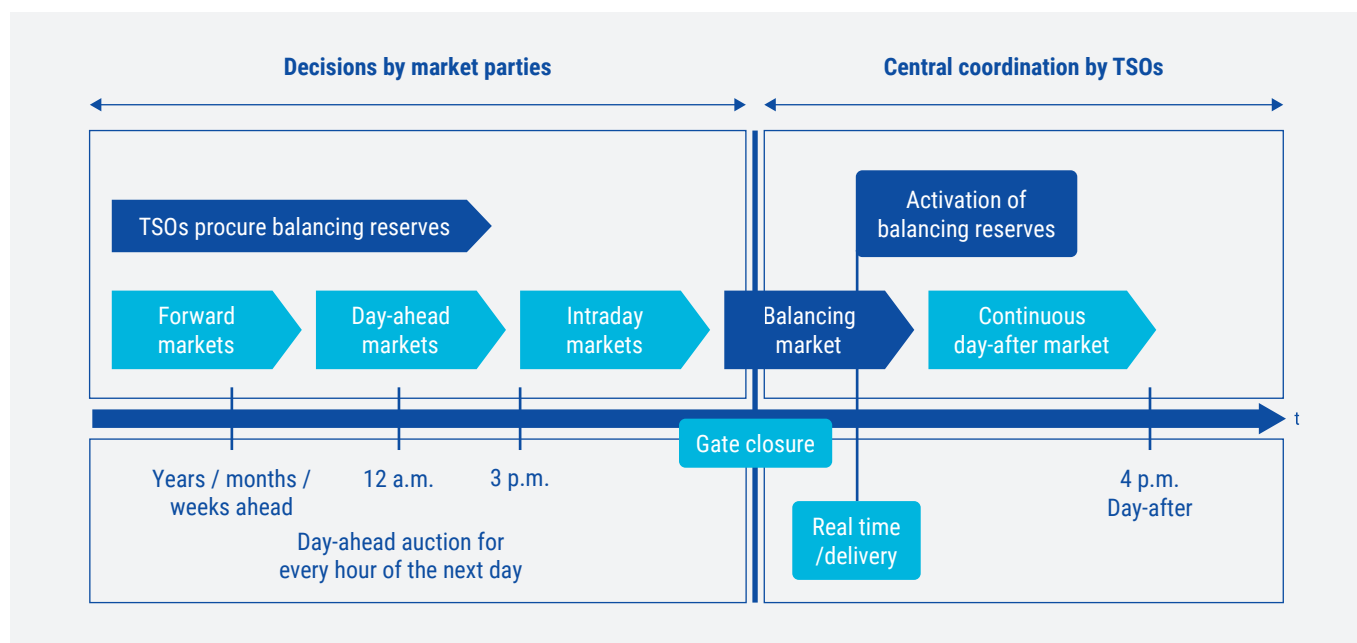 Decisions by market parties
Central coordination by TSOs
TSOs procure balancing reserves
Activation of
balancing reserves
Forward
markets
Day-ahead
markets
Intraday
markets
Balancing
market
Continuous
day-after market
t
Gate closure
Years / months /
weeks ahead
12 a.m.
3 p.m.
4 p.m.
Day-after
Day-ahead auction for
every hour of the next day
Real time
/delivery